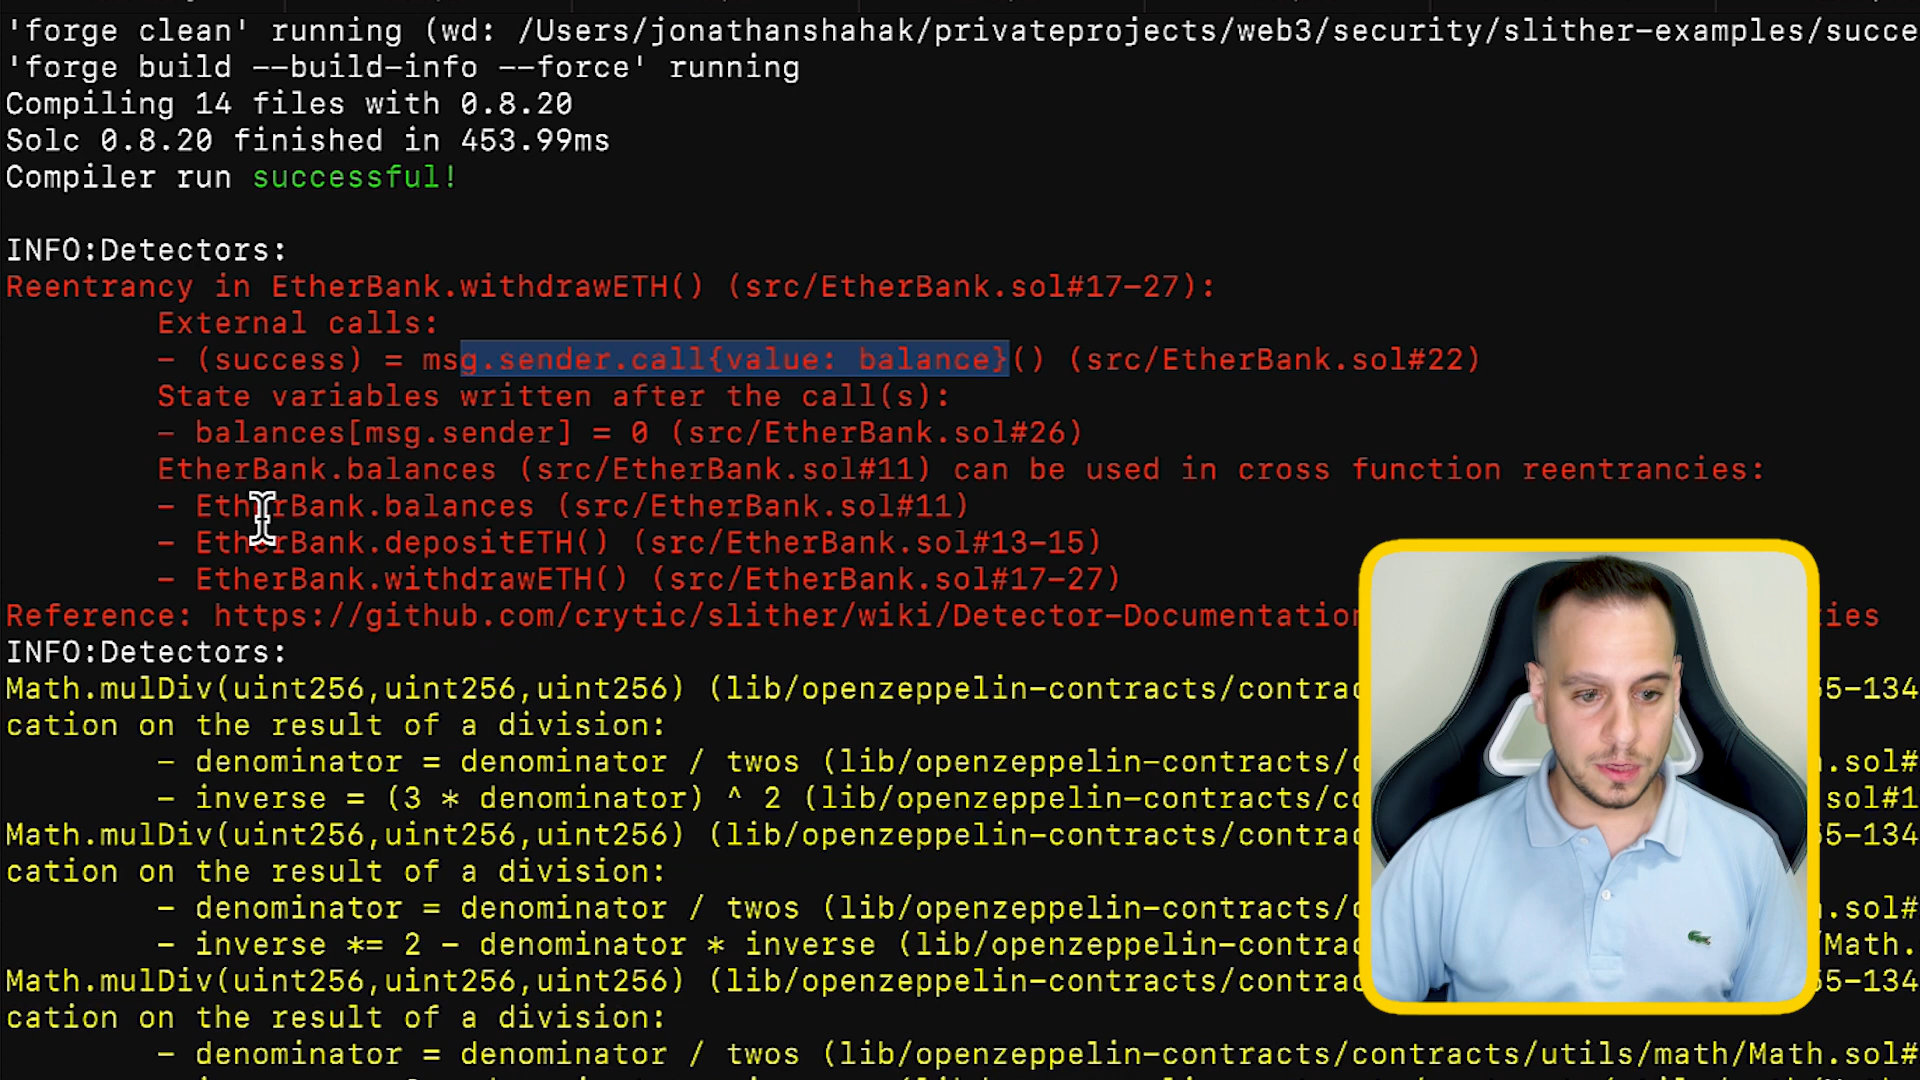 'forge clean' running (wd: /Users/jonathanshahak/privateprojects/web3/security/slither-examples/succe
'forge build --build-info --force' running
Compiling 14 files with 0.8.20
Solc 0.8.20 finished in 453.99ms
Compiler run successful!
INFO:Detectors:
Reentrancy in EtherBank.withdrawETH() (src/EtherBank.sol#17-27):
External calls:
- (success) = msg.sender.call{value: balance}() (src/EtherBank.sol#22)
State variables written after the call(s):
- balances[msg.sender] = 0 (src/EtherBank.sol#26)
EtherBank.balances (src/EtherBank.sol#11) can be used in cross function reentrancies:
- EtherBank.balances (src/EtherBank.sol#11)
- EtherBank.depositETH() (src/EtherBank.sol#13-15)
- EtherBank.withdrawETH() (src/EtherBank.sol#17-27)
Reference: https://github.com/crytic/slither/wiki/Detector-Documentation ies
INFO:Detectors:
Math.mulDiv(uint256,uint256,uint256) (lib/openzeppelin-contracts/contrac 5-134
cation on the result of a division:
- denominator = denominator / twos (lib/openzeppelin-contracts/c .sol#
- inverse = (3 * denominator) ^ 2 (lib/openzeppelin-contracts/co sol#1
Math.mulDiv(uint256,uint256,uint256) (lib/openzeppelin-contracts/contrac 5-134
cation on the result of a division:
- denominator = denominator / twos (lib/openzeppelin-contracts/c .sol#
- inverse *= 2 - denominator * inverse (lib/openzeppelin-contrac /Math.
Math.mulDiv(uint256,uint256,uint256) (lib/openzeppelin-contracts/contrac 5-134
cation on the result of a division:
- denominator = denominator / twos (lib/openzeppelin-contracts/contracts/utils/math/Math.sol#